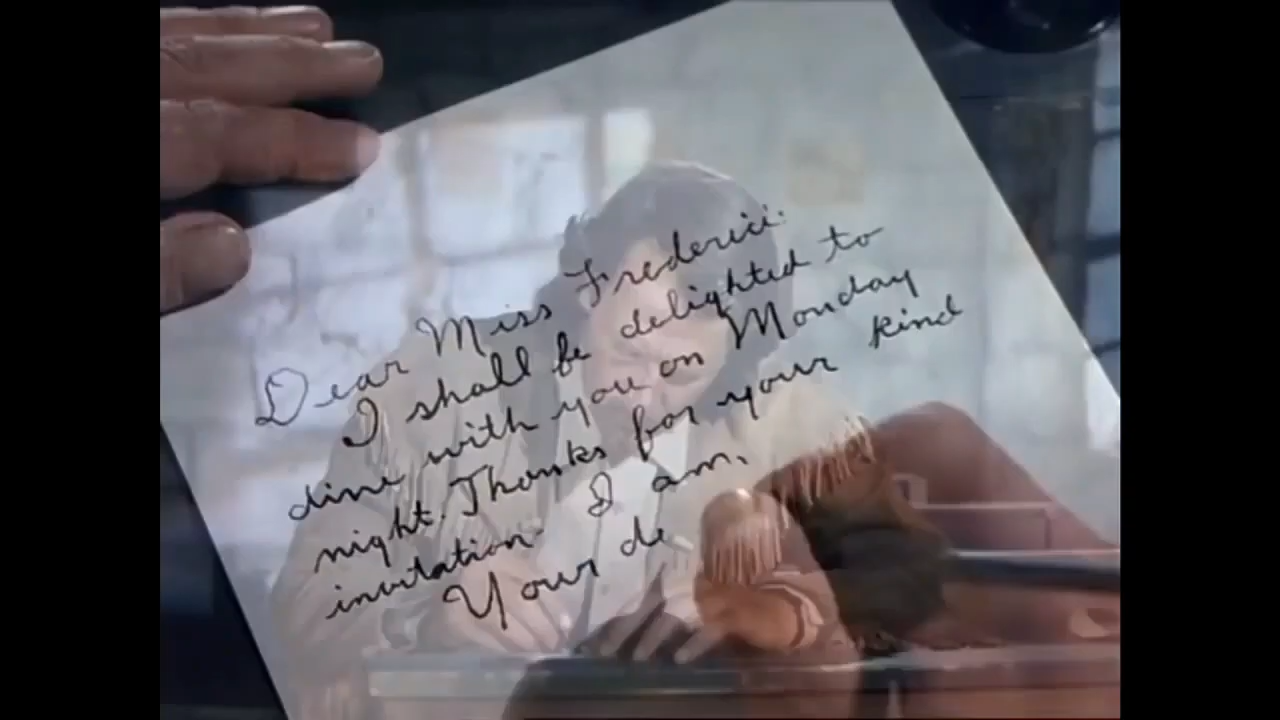 Dear Miss Frederici:
I shall be delighted to
dine with you on Monday
night. Thanks for your kind
invitation. I am,
Your de